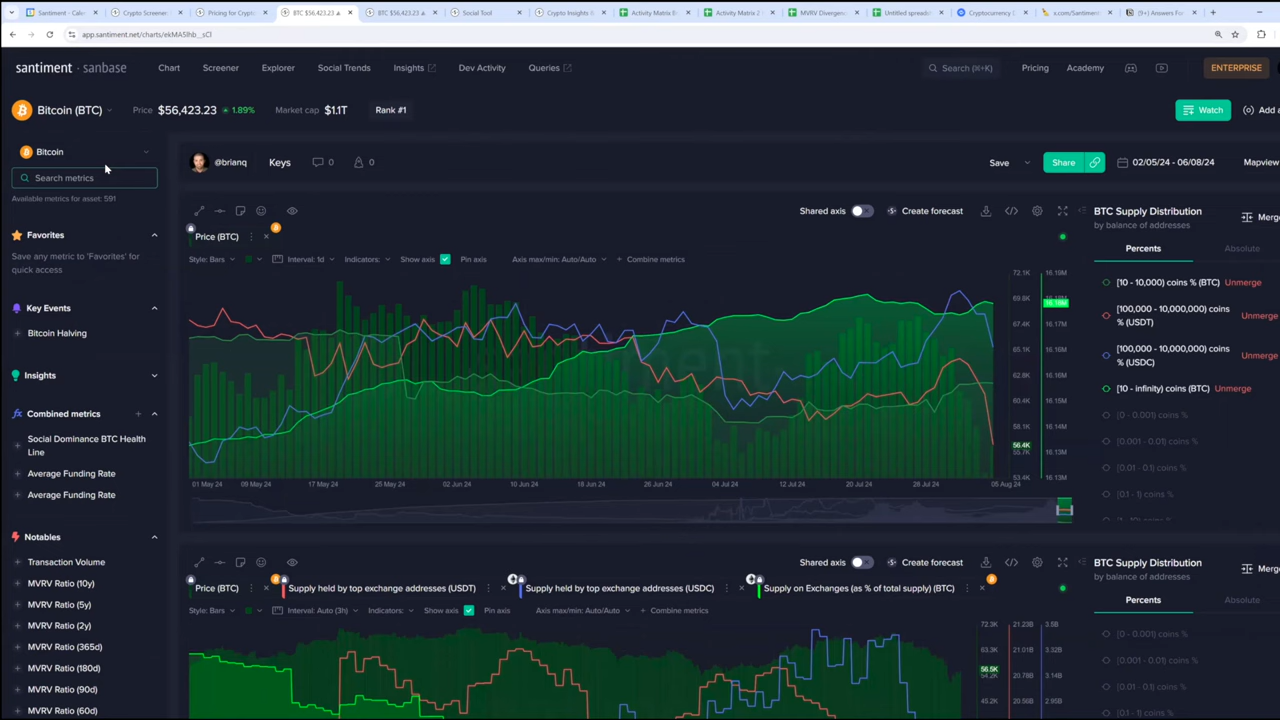 Santiment - Cale
Crypto Screener
Pricing for Crypto
BTC $56,423.23
BTC $56,423.23
Social Tool
Crypto Insights &
Activity Matrix
Activity Matrix 2
MVRV Divergen
Untitled spreads
Cryptocurrency
x.com/Santiment
(9+) Answers For
app.santiment.net/charts/ekMA5lhb__sCl
santiment · sanbase
Chart
Screener
Explorer
Social Trends
Insights
Dev Activity
Queries
Search (⌘+K)
Pricing
Academy
ENTERPRISE
Bitcoin (BTC)
Price $56,423.23
1.89%
Market cap $1.1T
Rank #1
Watch
Add a
Bitcoin
Search metrics
Available metrics for asset: 591
Favorites
Save any metric to 'Favorites' for
quick access
Key Events
Bitcoin Halving
Insights
Combined metrics
Social Dominance BTC Health
Line
Average Funding Rate
Average Funding Rate
Notables
Transaction Volume
MVRV Ratio (10y)
MVRV Ratio (5y)
MVRV Ratio (2y)
MVRV Ratio (365d)
MVRV Ratio (180d)
MVRV Ratio (90d)
MVRV Ratio (60d)
@brianq
Keys
0
0
Save
Share
02/05/24 - 06/08/24
Mapview
Shared axis
Create forecast
Price (BTC)
Style: Bars
Interval: 1d
Indicators:
Show axis
Pin axis
Axis max/min: Auto/Auto
Combine metrics
72.1K
69.8K
67.4K
65.1K
62.8K
60.4K
58.1K
56.4K
55.7K
53.4K
16.19M
16.18M
16.17M
16.16M
16.16M
16.15M
16.14M
16.13M
16.13M
01 May 24
09 May 24
17 May 24
25 May 24
02 Jun 24
10 Jun 24
18 Jun 24
26 Jun 24
04 Jul 24
12 Jul 24
20 Jul 24
28 Jul 24
05 Aug 24
BTC Supply Distribution
by balance of addresses
Merge
Percents
Absolute
[10 - 10,000) coins % (BTC)
Unmerge
[100,000 - 10,000,000) coins
% (USDT)
Unmerge
[100,000 - 10,000,000) coins
% (USDC)
Unmerge
[10 - infinity) coins (BTC)
Unmerge
[0 - 0.001) coins %
[0.001 - 0.01) coins %
[0.01 - 0.1) coins %
[0.1 - 1) coins %
Shared axis
Create forecast
Price (BTC)
Supply held by top exchange addresses (USDT)
Supply held by top exchange addresses (USDC)
Supply on Exchanges (as % of total supply) (BTC)
Style: Bars
Interval: Auto (3h)
Indicators:
Show axis
Pin axis
Axis max/min: Auto/Auto
Combine metrics
72.3K
63.3K
56.5K
54.2K
45.2K
21.23B
21.01B
20.78B
20.56B
3.5B
3.32B
3.14B
2.95B
BTC Supply Distribution
by balance of addresses
Merge
Percents
Absolute
[0 - 0.001) coins %
[0.001 - 0.01) coins %
[0.01 - 0.1) coins %
[0.1 - 1) coins %